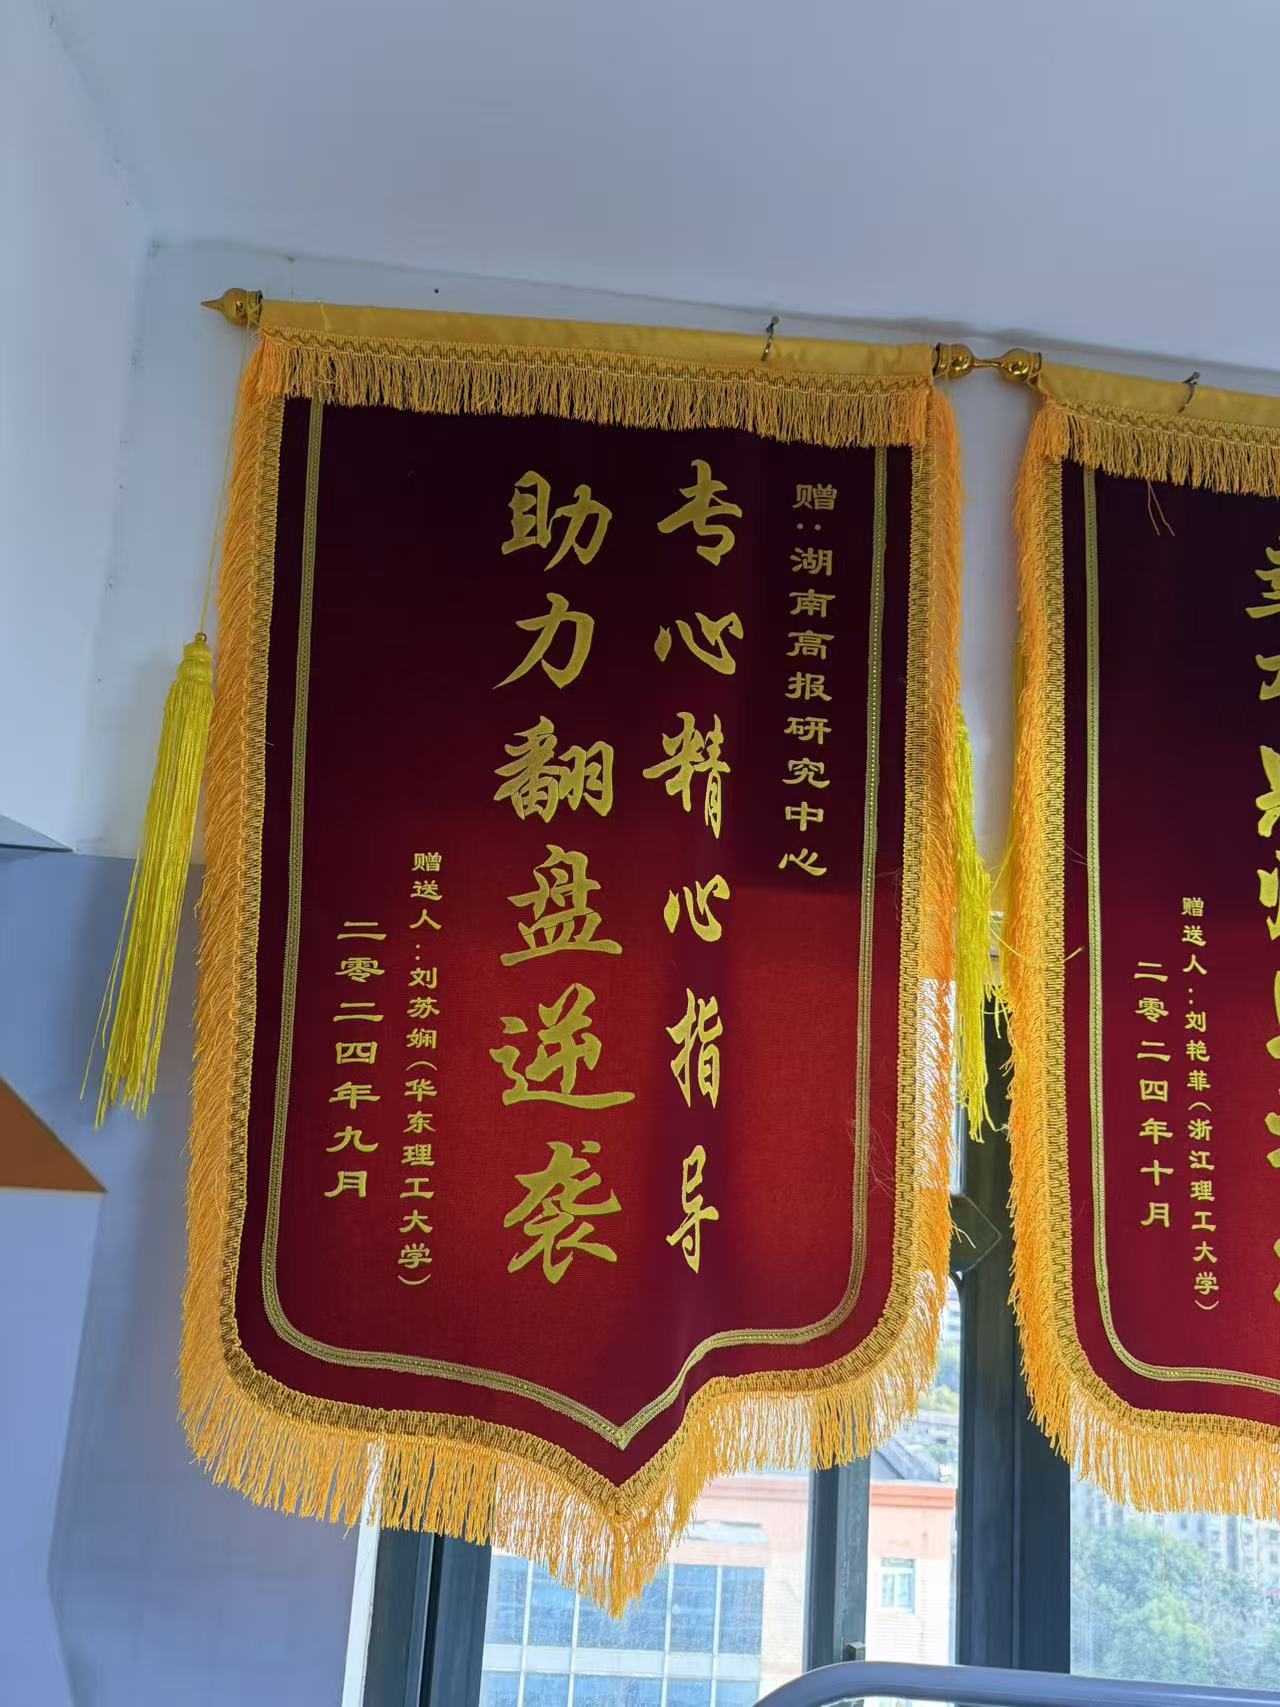 赠：湖南高报研究中心
专心精心指导
助力翻盘逆袭
赠送人：刘苏娴（华东理工大学）
二零二四年九月
赠送人：刘艳菲（浙江理工大学）
二零二四年十月